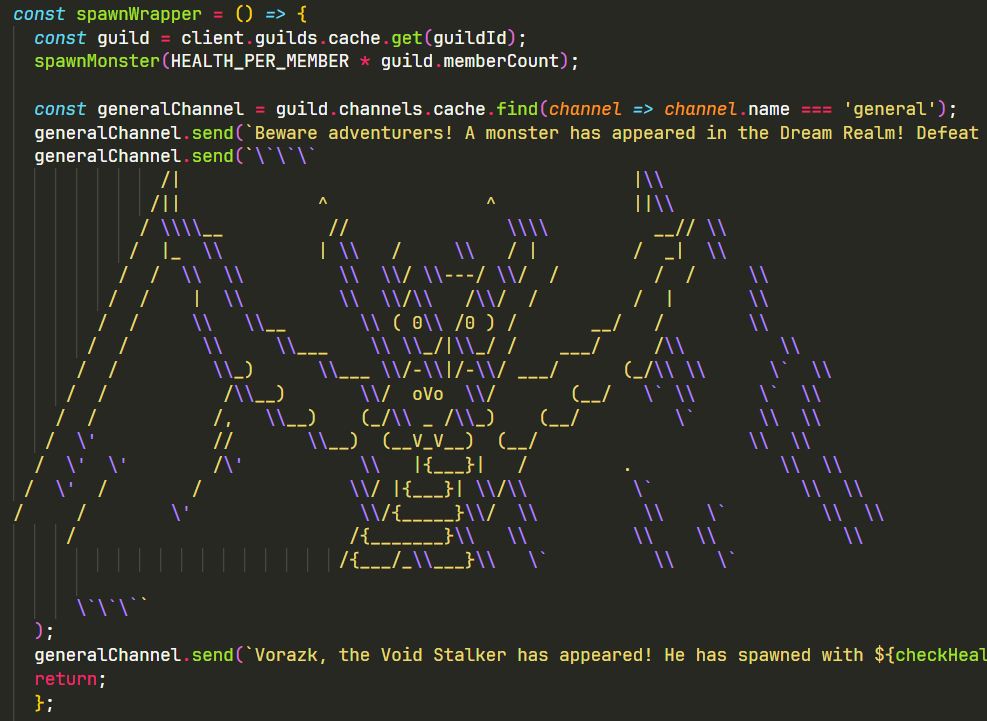 const spawnWrapper = () => {
  const guild = client.guilds.cache.get(guildId);
  spawnMonster(HEALTH_PER_MEMBER * guild.memberCount);

  const generalChannel = guild.channels.cache.find(channel => channel.name === 'general');
  generalChannel.send(`Beware adventurers! A monster has appeared in the Dream Realm! Defeat
  generalChannel.send(`\`\`\`
              /|                                           |\\
             /||             ^               ^             ||\\
            / \\\\__          //               \\\\          __// \\
           /  |_  \\         | \\   /     \\   / |         /  _|  \\
          /  /  \\  \\         \\  \\/ \\---/ \\/  /         /  /     \\
         /  /    |  \\         \\  \\/\\   /\\/  /         /  |       \\
        /  /     \\   \\__       \\ ( 0\\ /0 ) /       __/   /        \\
       /  /       \\     \\___    \\ \\_/|\\_/ /    ___/     /\\         \\
      /  /         \\_)      \\___ \\/-\\|/-\\/ ___/      (_/\\ \\      \`  \\
     /  /          /\\__)       \\/  oVo  \\/       (__/   \` \\      \`  \\
    /  /           /,   \\__)    (_/\\ _ /\\_)    (__/         \`      \\  \\
   /  \'           //       \\__)  (__V_V__)  (__/                    \\  \\
  /  \'  \'        /\'           \\   |{___}|   /         .              \\  \\
 /  \'  /        /              \\/ |{___}| \\/\\          \`              \\  \\
/     /        \'                \\/{_____}\\/  \\          \\    \`         \\  \\
     /                          /{_______}\\   \\          \\    \\            \\
                               /{___/_\\___}\\   \`          \\    \`

      \`\`\``
  );
  generalChannel.send(`Vorazk, the Void Stalker has appeared! He has spawned with ${checkHeal
  return;
  };